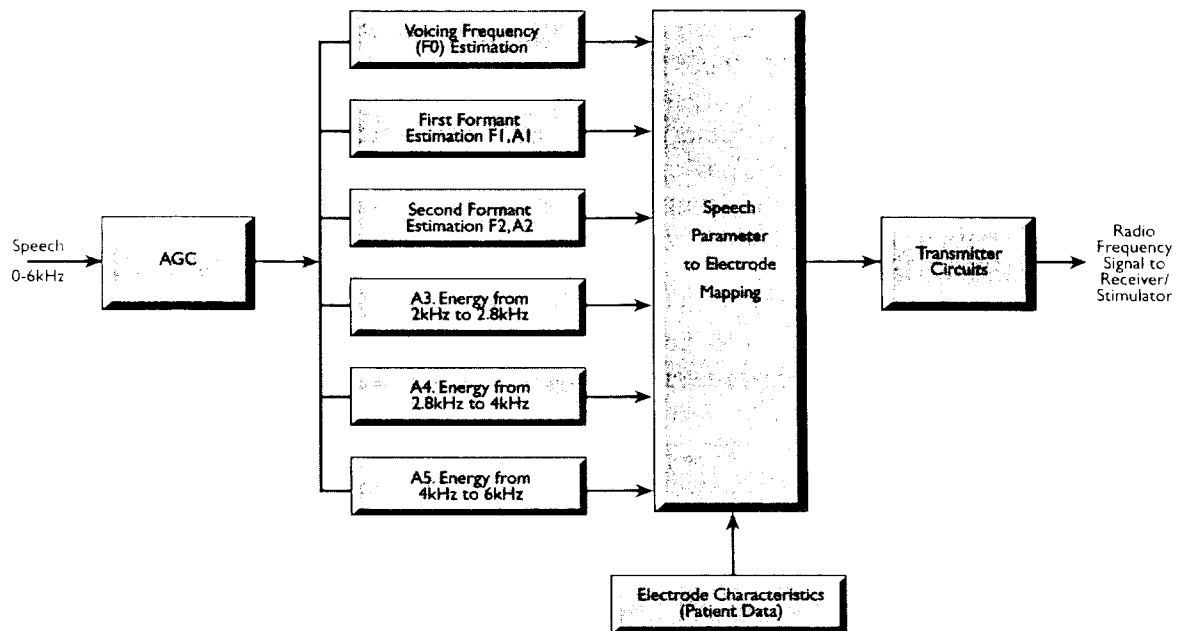 Voicing Frequency
(F0) Estimation
First Formant
Estimation F1,A1
Second Formant
Estimation F2,A2
Speech
0-6kHz
AGC
A3. Energy from
2kHz to 2.8kHz
A4. Energy from
2.8kHz to 4kHz
A5. Energy from
4kHz to 6kHz
Speech
Parameter
to Electrode
Mapping
Transmitter
Circuits
Radio
Frequency
Signal to
Receiver/
Stimulator
Electrode Characteristics
(Patient Data)